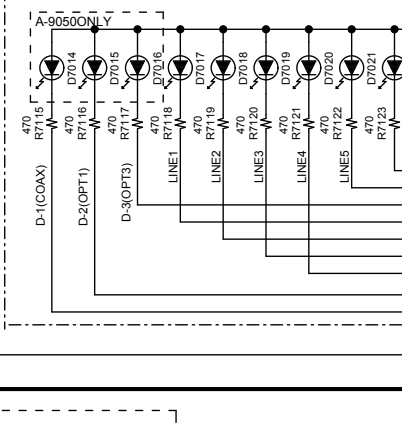 A-9050ONLY
D7014
D7015
D7016
D7017
D7018
D7019
D7020
D7021
470
R7115
470
R7116
470
R7117
470
R7118
470
R7119
470
R7120
470
R7121
470
R7122
470
R7123
D-1(COAX)
D-2(OPT1)
D-3(OPT3)
LINE1
LINE2
LINE3
LINE4
LINE5